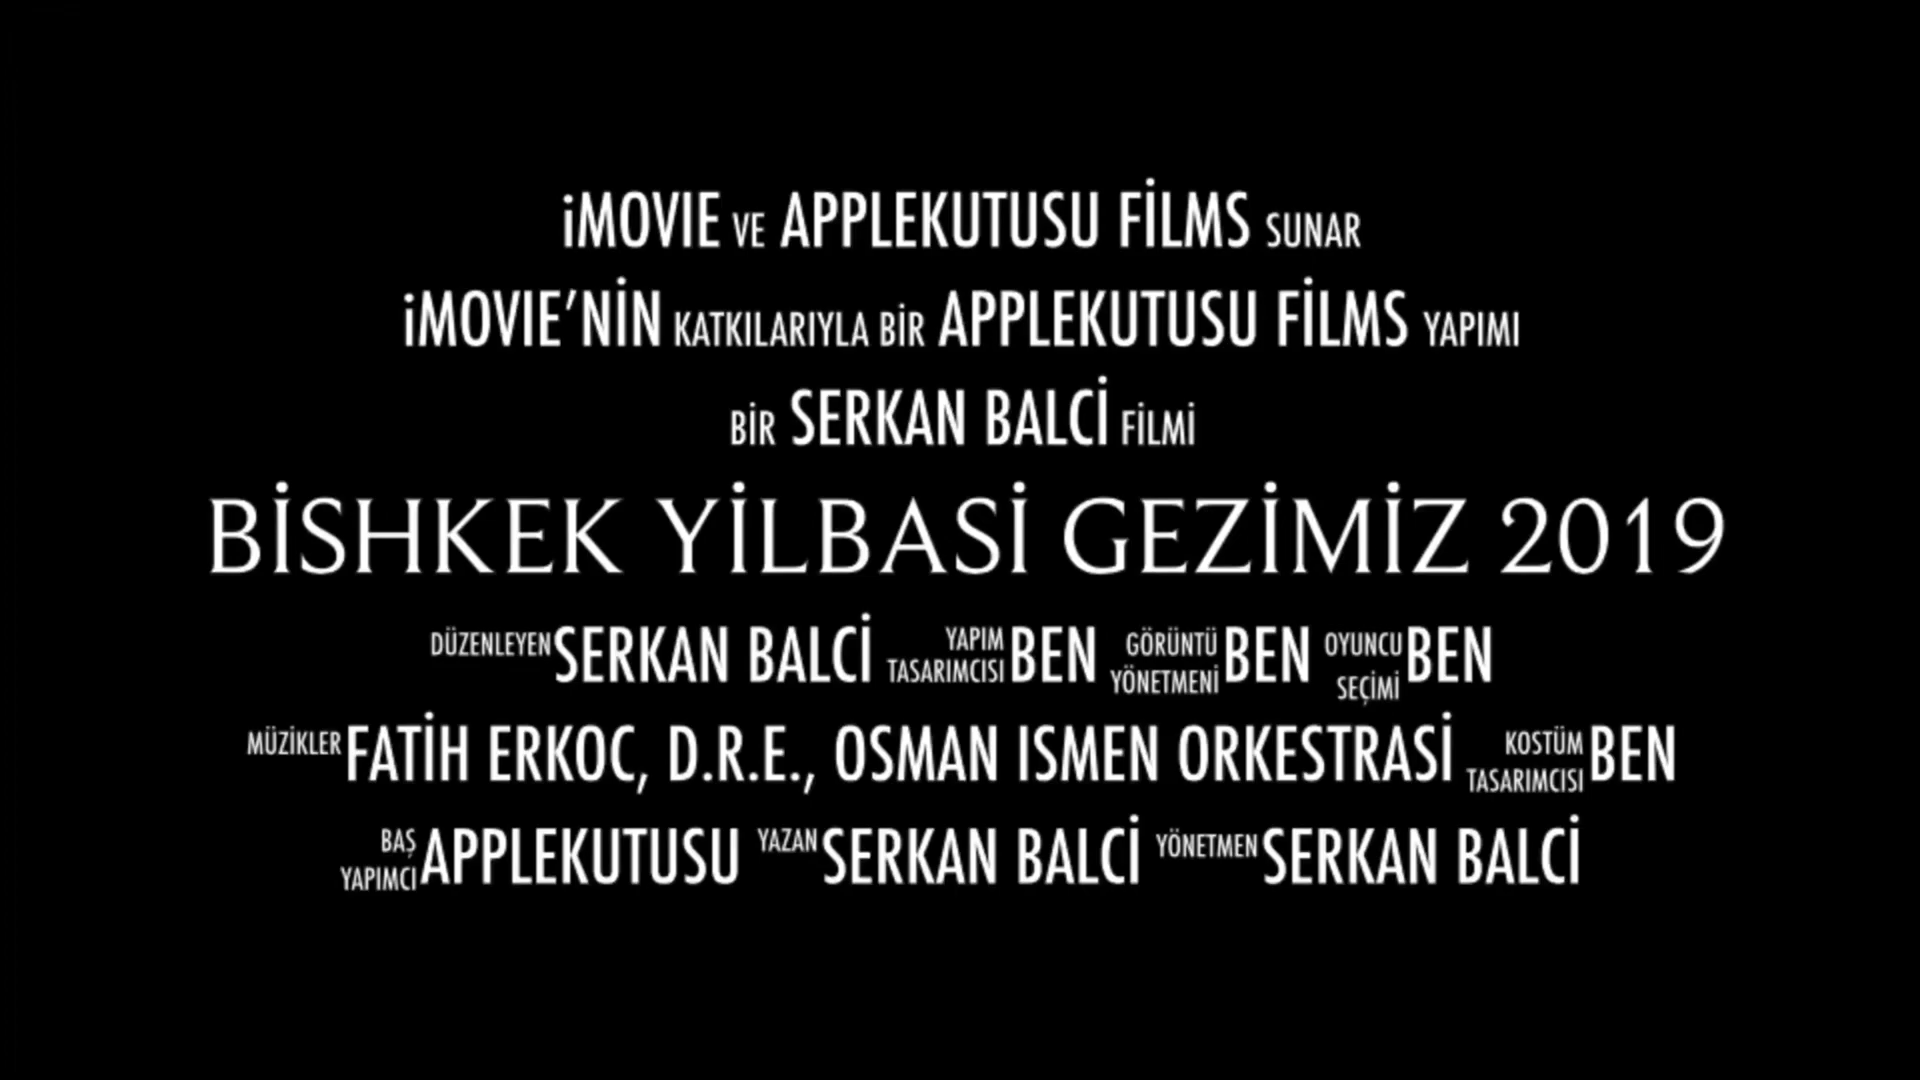 iMOVIE VE APPLEKUTUSU FİLMS SUNAR
iMOVIE’NİN KATKILARIYLA BİR APPLEKUTUSU FİLMS YAPIMI
BİR SERKAN BALCİ FİLMİ
BİSHKEK YİLBASİ GEZİMİZ 2019
DÜZENLEYEN SERKAN BALCİ YAPIM TASARIMCISI BEN GÖRÜNTÜ YÖNETMENİ BEN OYUNCU SEÇİMİ BEN
MÜZİKLER FATİH ERKOC, D.R.E., OSMAN ISMEN ORKESTRASİ KOSTÜM TASARIMCISI BEN
BAŞ YAPIMCI APPLEKUTUSU YAZAN SERKAN BALCİ YÖNETMEN SERKAN BALCİ